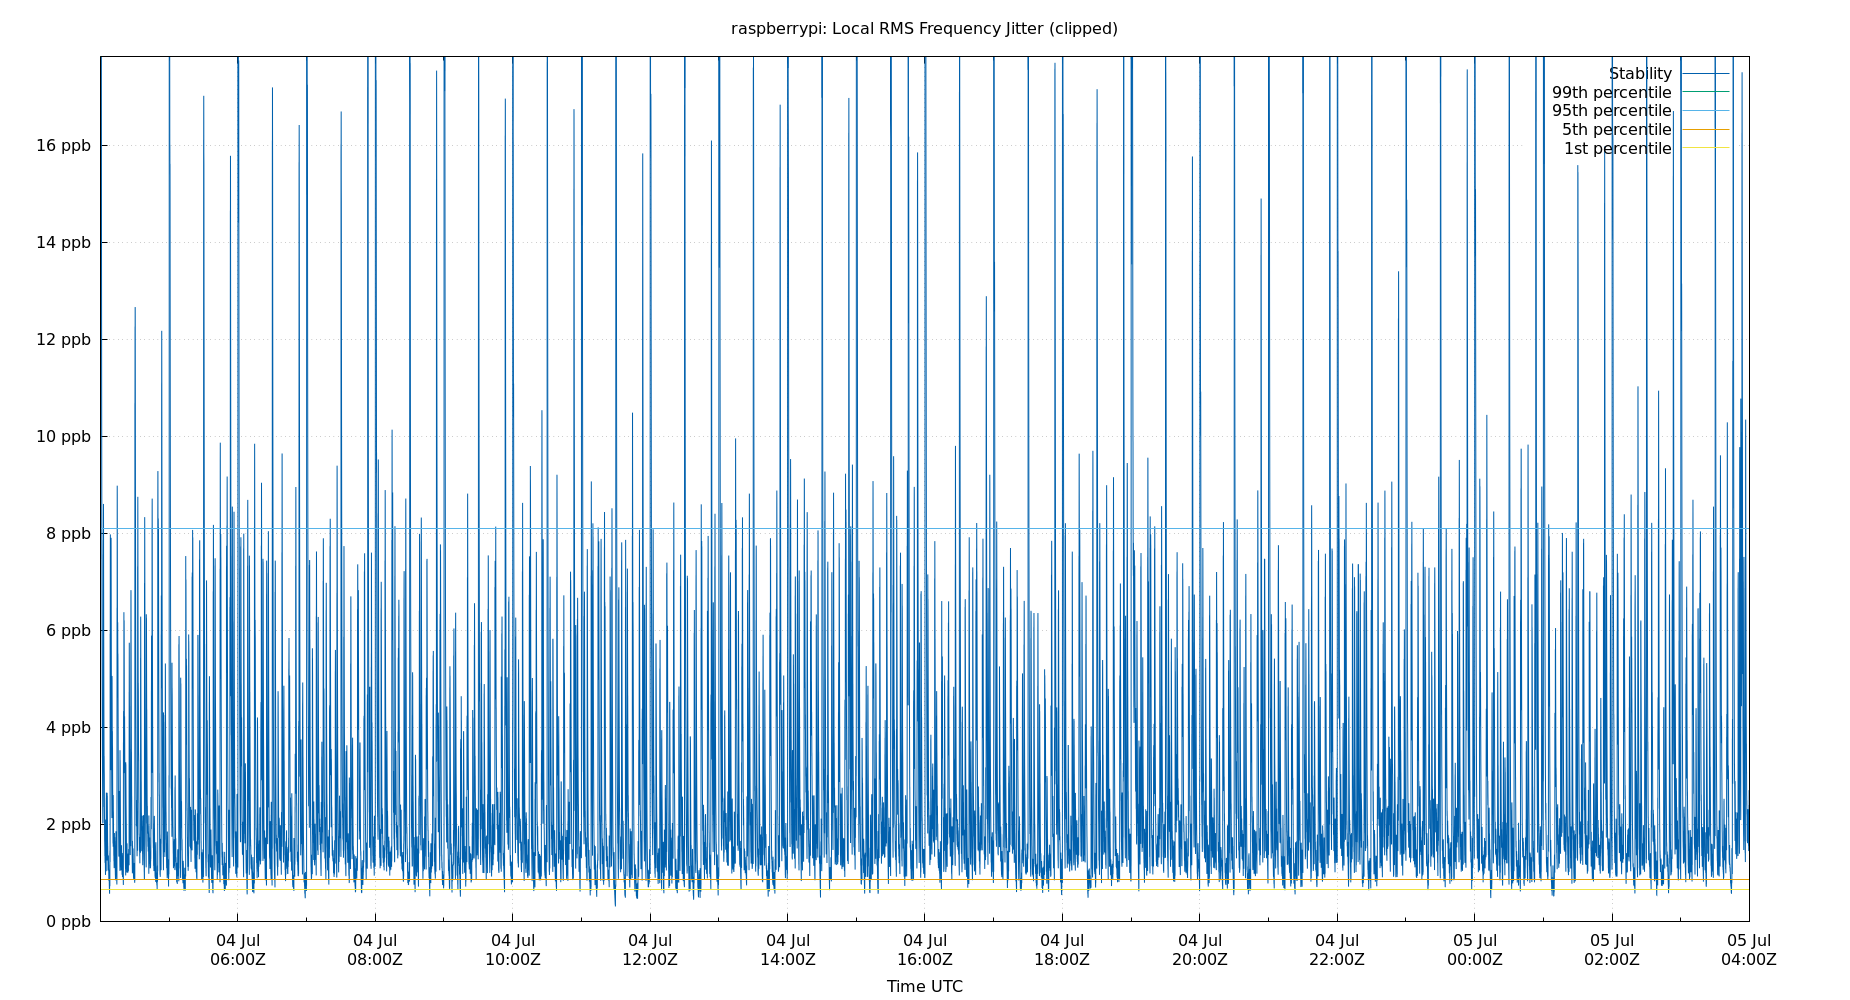 raspberrypi: Local RMS Frequency Jitter (clipped)
Stability
99th percentile
95th percentile
5th percentile
1st percentile
16 ppb
14 ppb
12 ppb
10 ppb
8 ppb
6 ppb
4 ppb
2 ppb
0 ppb
04 Jul 04 Jul 04 Jul 04 Jul 04 Jul 04 Jul 04 Jul 04 Jul 04 Jul 05 Jul 05 Jul 05 Jul
06:00Z 08:00Z 10:00Z 12:00Z 14:00Z 16:00Z 18:00Z 20:00Z 22:00Z 00:00Z 02:00Z 04:00Z
Time UTC